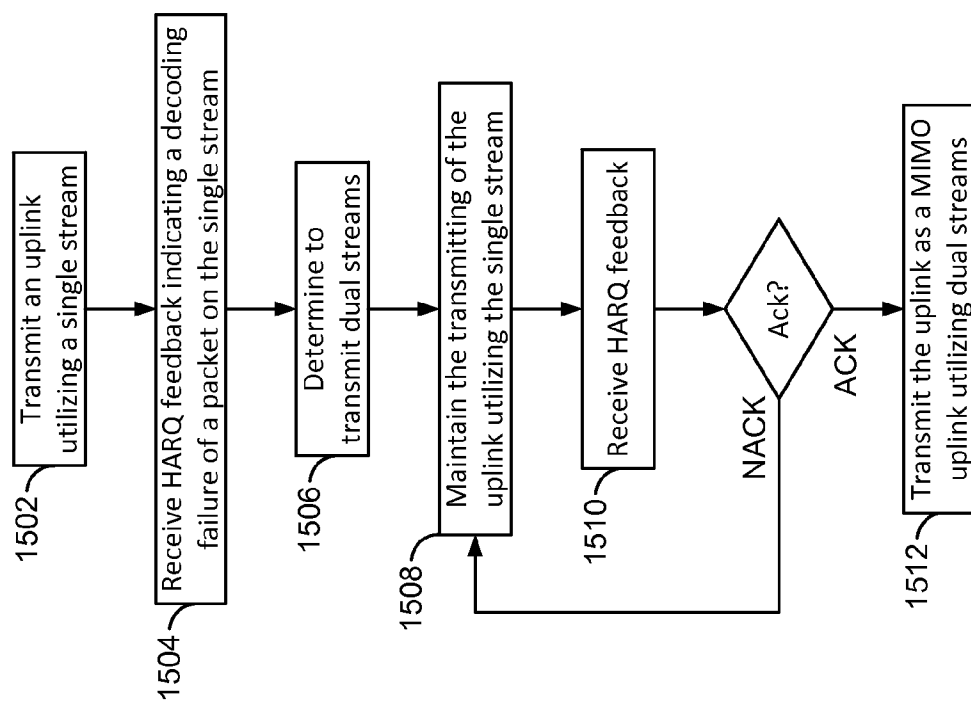 1502
Transmit an uplink
utilizing a single stream
1504
Receive HARQ feedback indicating a decoding
failure of a packet on the single stream
1506
Determine to
transmit dual streams
1508
Maintain the transmitting of the
uplink utilizing the single stream
1510
Receive HARQ feedback
Ack?
NACK
ACK
1512
Transmit the uplink as a MIMO
uplink utilizing dual streams